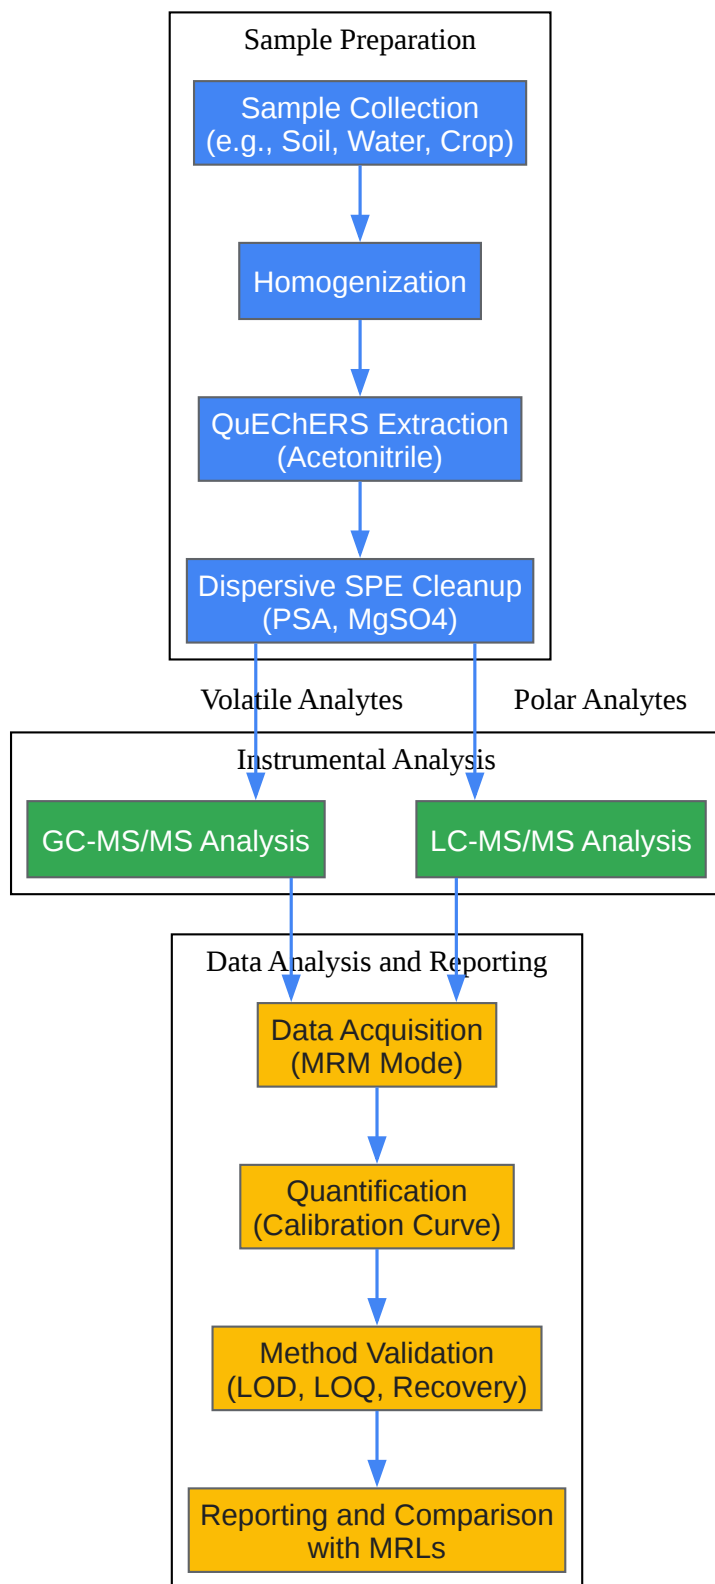 Sample Preparation
Sample Collection
(e.g., Soil, Water, Crop)
Homogenization
QuEChERS Extraction
(Acetonitrile)
Dispersive SPE Cleanup
(PSA, MgSO4)
Volatile Analytes
Polar Analytes
Instrumental Analysis
GC-MS/MS Analysis
LC-MS/MS Analysis
Data Analysis and Reporting
Data Acquisition
(MRM Mode)
Quantification
(Calibration Curve)
Method Validation
(LOD, LOQ, Recovery)
Reporting and Comparison
with MRLs